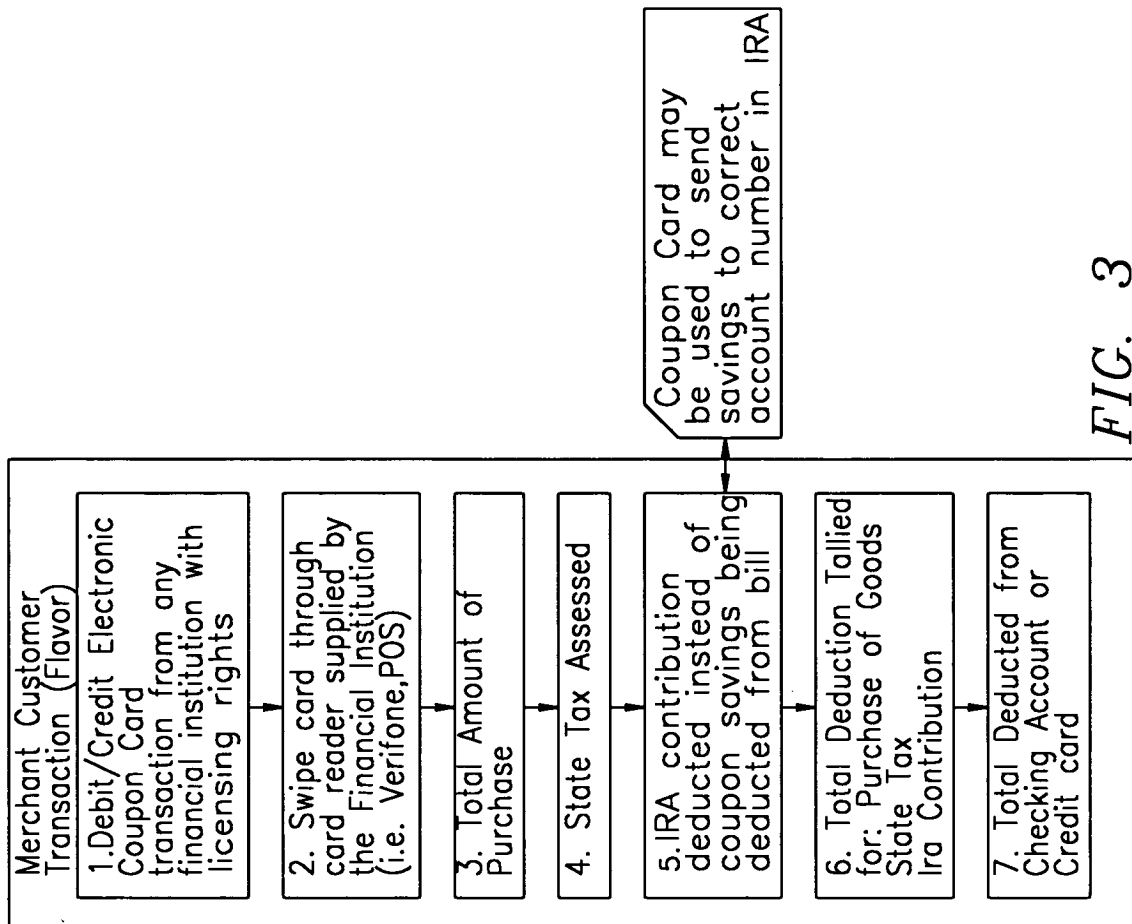 Merchant Customer
Transaction (Flavor)
1.Debit/Credit Electronic
Coupon Card
transaction from any
financial institution with
licensing rights
2. Swipe card through
card reader supplied by
the Financial Institution
(i.e. Verifone,POS)
3. Total Amount of
Purchase
4. State Tax Assessed
5.IRA contribution
deducted instead of
coupon savings being
deducted from bill
Coupon Card may
be used to send
savings to correct
account number in IRA
6. Total Deduction Tallied
for: Purchase of Goods
State Tax
Ira Contribution
7. Total Deducted from
Checking Account or
Credit card
FIG. 3